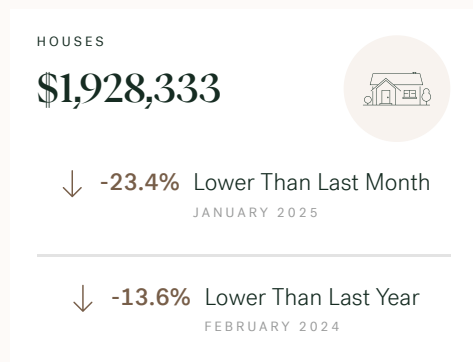 HOUSES
$1,928,333
-23.4% Lower Than Last Month
JANUARY 2025
-13.6% Lower Than Last Year
FEBRUARY 2024